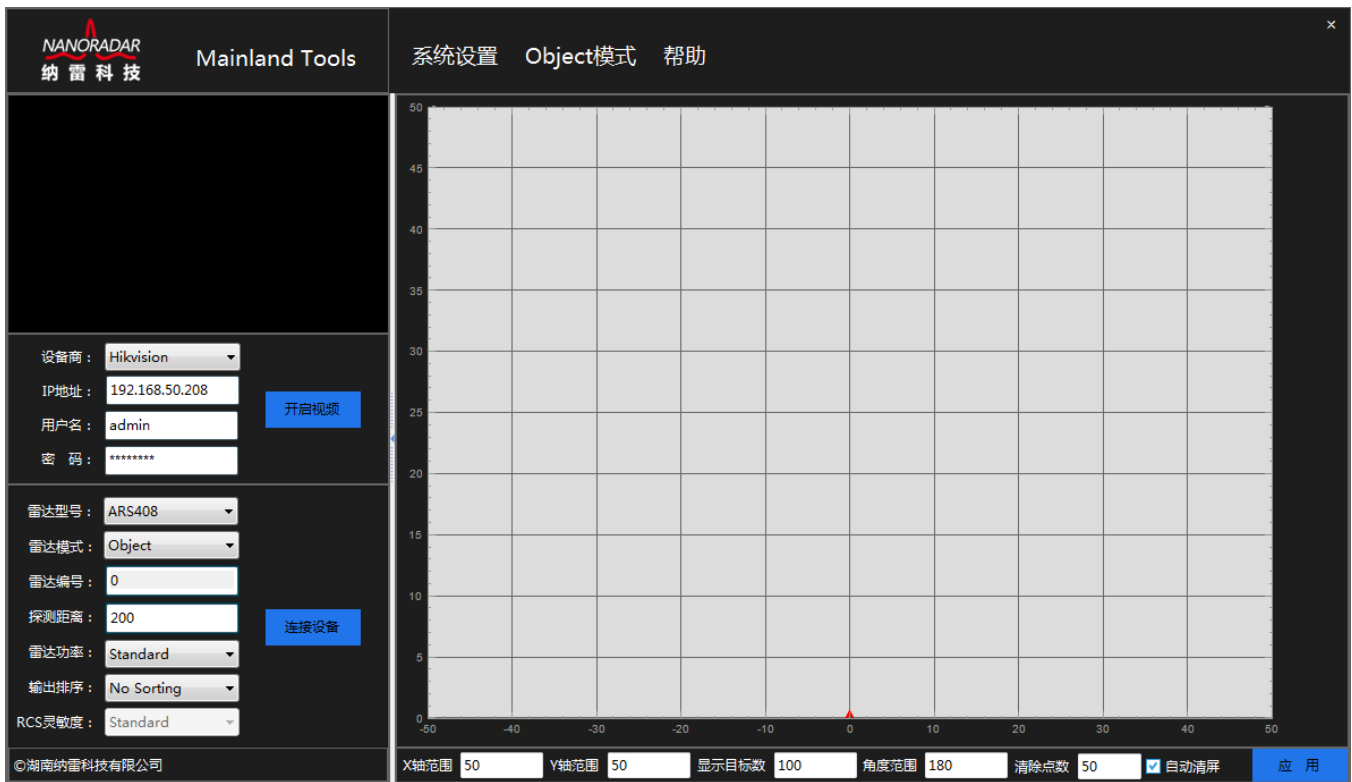 ×
NANORADAR
纳雷科技
Mainland Tools
系统设置 Object模式 帮助
设备商： Hikvision
IP地址： 192.168.50.208
开启视频
用户名： admin
密 码： ********
雷达型号： ARS408
雷达模式： Object
雷达编号： 0
探测距离： 200
连接设备
雷达功率： Standard
输出排序： No Sorting
RCS灵敏度： Standard
©湖南纳雷科技有限公司
50
45
40
35
30
25
20
15
10
5
0
-50 -40 -30 -20 -10 0 10 20 30 40 50
X轴范围 50 Y轴范围 50 显示目标数 100 角度范围 180 清除点数 50 自动清屏 应 用